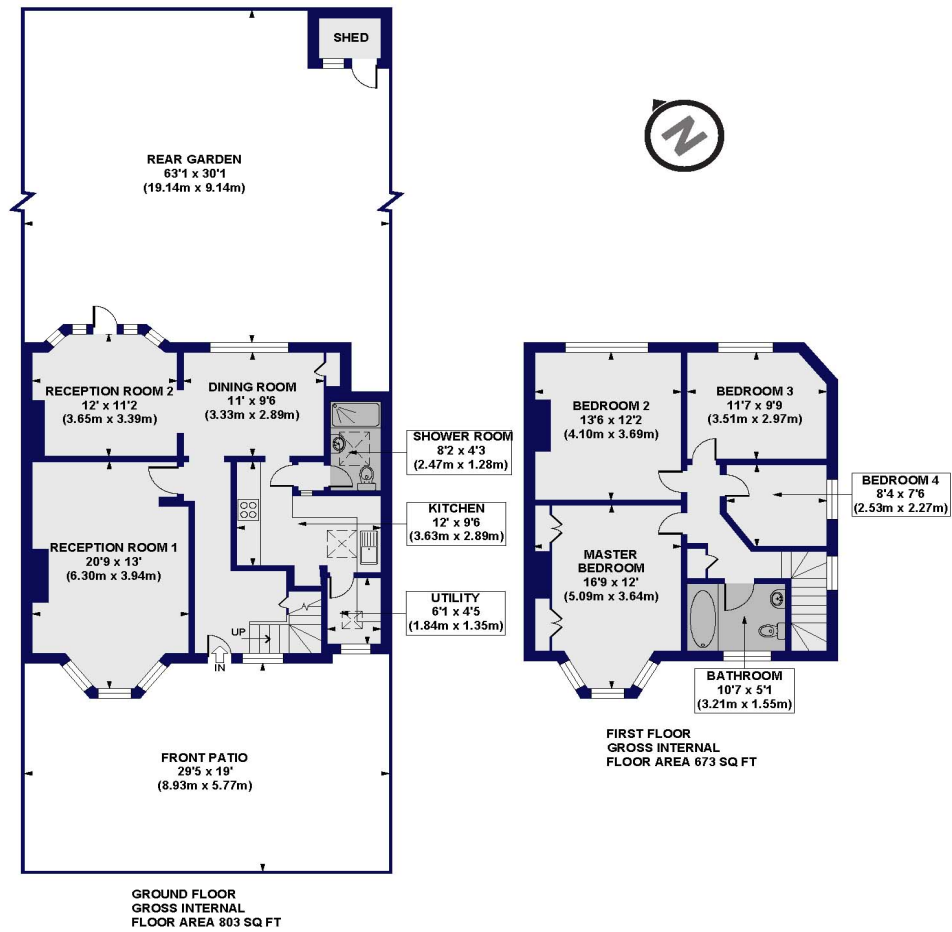 SHED
N
REAR GARDEN
63'1 x 30'1
(19.14m x 9.14m)
RECEPTION ROOM 2
12' x 11'2
(3.65m x 3.39m)
DINING ROOM
11' x 9'6
(3.33m x 2.89m)
SHOWER ROOM
8'2 x 4'3
(2.47m x 1.28m)
KITCHEN
12' x 9'6
(3.63m x 2.89m)
RECEPTION ROOM 1
20'9 x 13'
(6.30m x 3.94m)
UTILITY
6'1 x 4'5
(1.84m x 1.35m)
UP
IN
FRONT PATIO
29'5 x 19'
(8.93m x 5.77m)
GROUND FLOOR
GROSS INTERNAL
FLOOR AREA 803 SQ FT
BEDROOM 2
13'6 x 12'2
(4.10m x 3.69m)
BEDROOM 3
11'7 x 9'9
(3.51m x 2.97m)
BEDROOM 4
8'4 x 7'6
(2.53m x 2.27m)
MASTER
BEDROOM
16'9 x 12'
(5.09m x 3.64m)
BATHROOM
10'7 x 5'1
(3.21m x 1.55m)
FIRST FLOOR
GROSS INTERNAL
FLOOR AREA 673 SQ FT